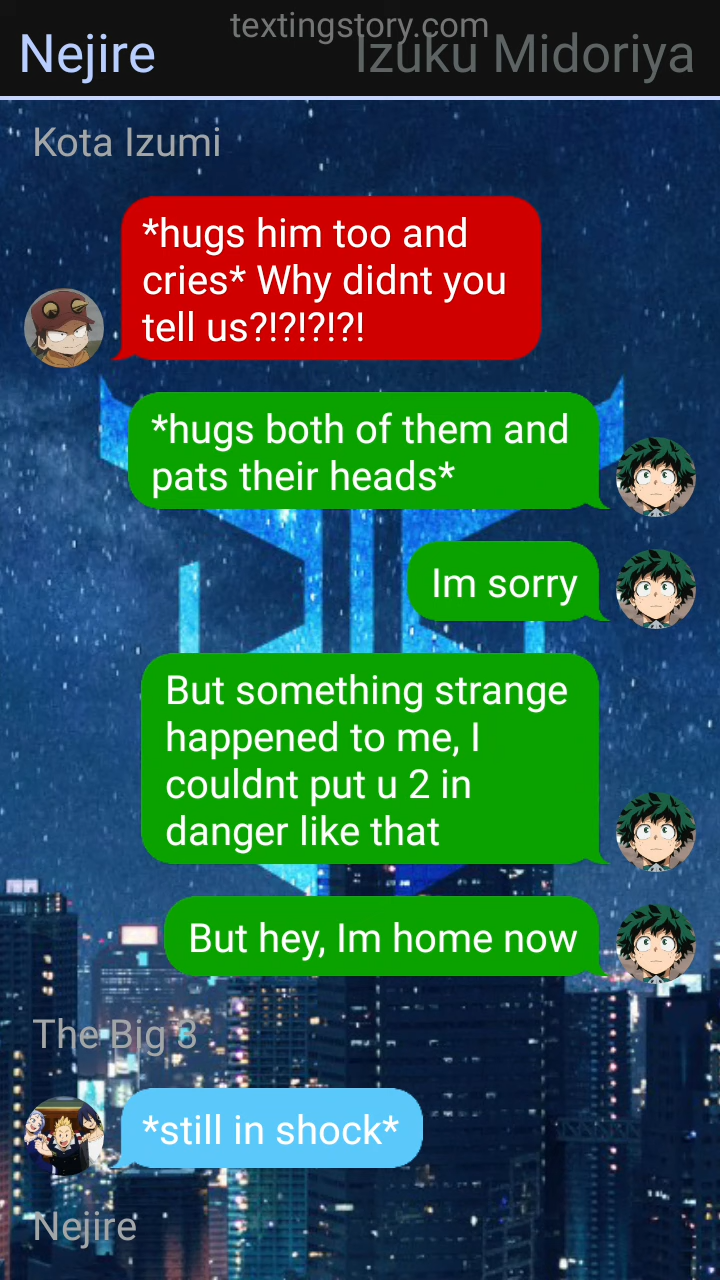 textingstory.com
Nejire
Izuku Midoriya
Kota Izumi
*hugs him too and
cries* Why didnt you
tell us?!?!?!?!
*hugs both of them and
pats their heads*
Im sorry
But something strange
happened to me, I
couldnt put u 2 in
danger like that
But hey, Im home now
The Big 3
*still in shock*
Nejire